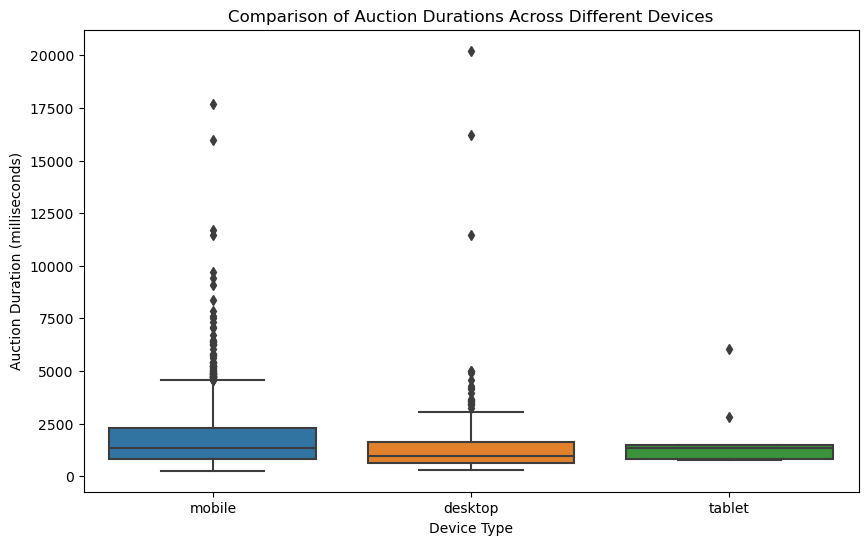 Comparison of Auction Durations Across Different Devices
20000
17500
15000
12500
10000
7500
5000
2500
0
Auction Duration (milliseconds)
mobile desktop tablet
Device Type